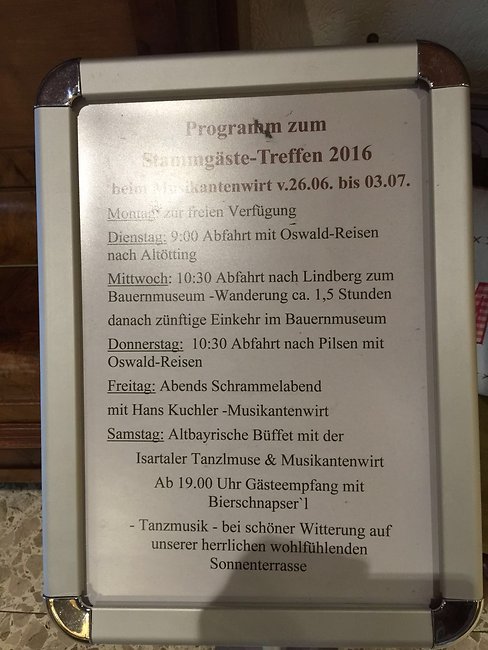 Programm zum
Stammgäste-Treffen 2016
beim Musikantenwirt v.26.06. bis 03.07.
Montag: zur freien Verfügung
Dienstag: 9:00 Abfahrt mit Oswald-Reisen
nach Altötting
Mittwoch: 10:30 Abfahrt nach Lindberg zum
Bauernmuseum -Wanderung ca. 1,5 Stunden
danach zünftige Einkehr im Bauernmuseum
Donnerstag: 10:30 Abfahrt nach Pilsen mit
Oswald-Reisen
Freitag: Abends Schrammelabend
mit Hans Kuchler -Musikantenwirt
Samstag: Altbayrische Büffet mit der
Isartaler Tanzlmuse & Musikantenwirt
Ab 19.00 Uhr Gästeempfang mit
Bierschnapser`l
- Tanzmusik - bei schöner Witterung auf
unserer herrlichen wohlfühlenden
Sonnenterrasse